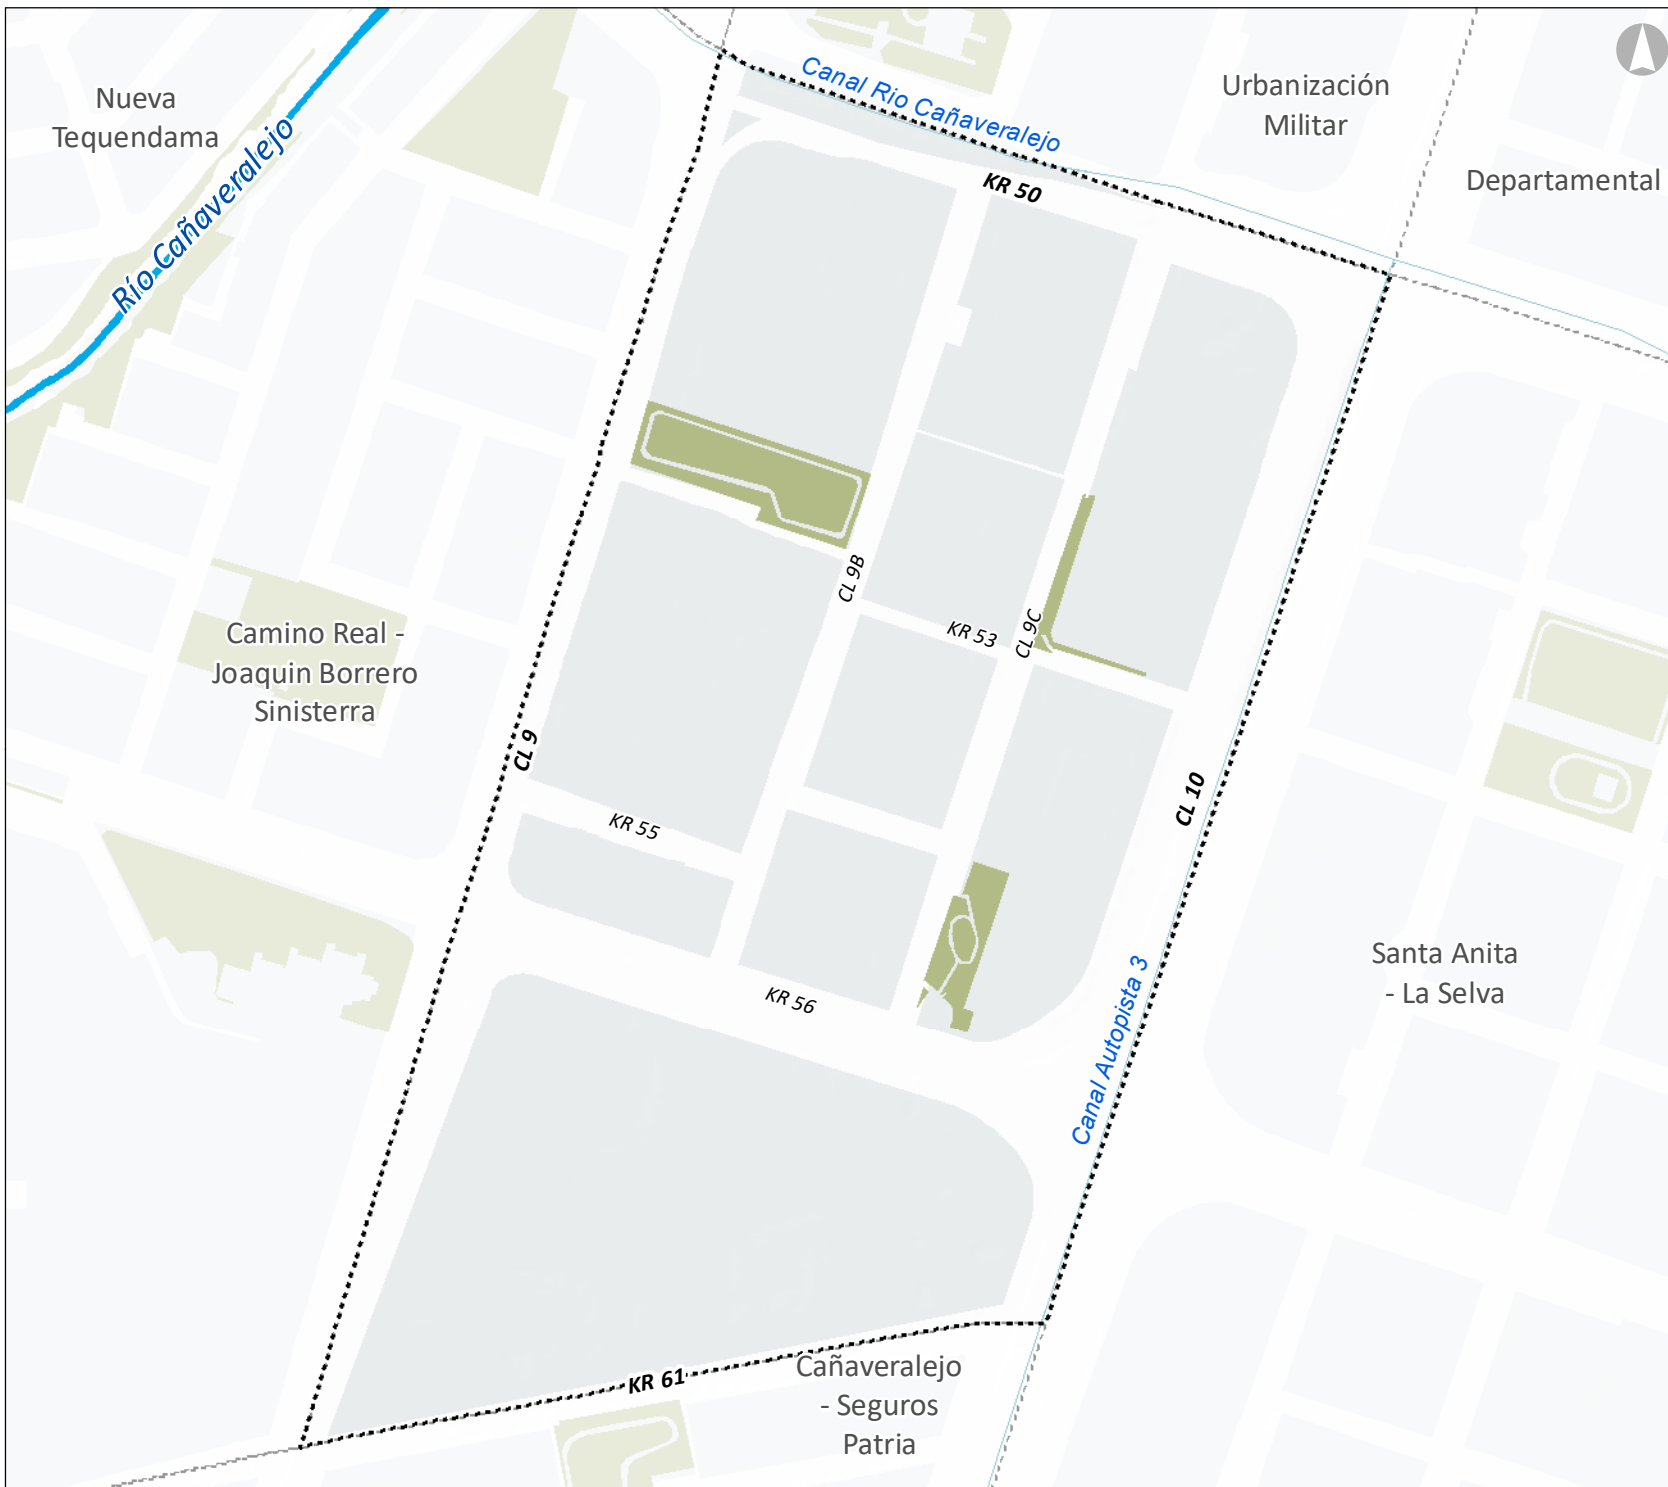 Nueva
Tequendama
Río Cañaveralejo
Canal Rio Cañaveralejo
Urbanización
Militar
Departamental
KR 50
CL 9B
KR 53
CL 9C
Camino Real -
Joaquin Borrero
Sinisterra
CL 9
CL 10
KR 55
KR 56
Santa Anita
- La Selva
Canal Autopista 3
KR 61
Cañaveralejo
- Seguros
Patria